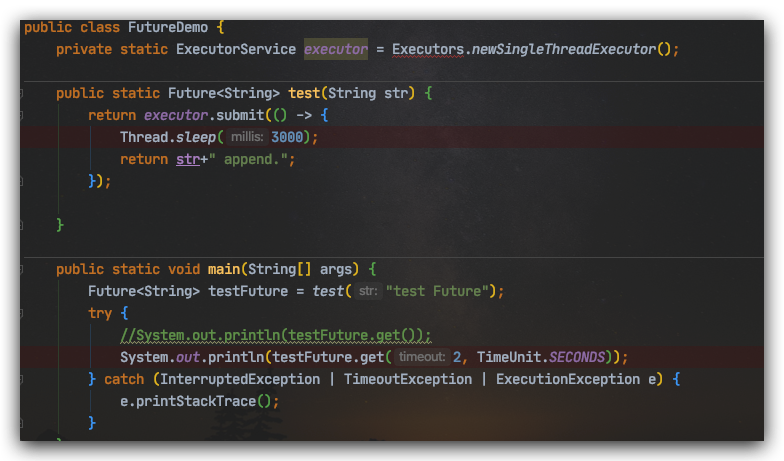 public class FutureDemo {
    private static ExecutorService executor = Executors.newSingleThreadExecutor();
    public static Future<String> test(String str) {
        return executor.submit(() -> {
            Thread.sleep( millis: 3000);
            return str+" append.";
        });
    }
    public static void main(String[] args) {
        Future<String> testFuture = test( str: "test Future");
        try {
            //System.out.println(testFuture.get());
            System.out.println(testFuture.get( timeout: 2, TimeUnit.SECONDS));
        } catch (InterruptedException | TimeoutException | ExecutionException e) {
            e.printStackTrace();
        }
    }